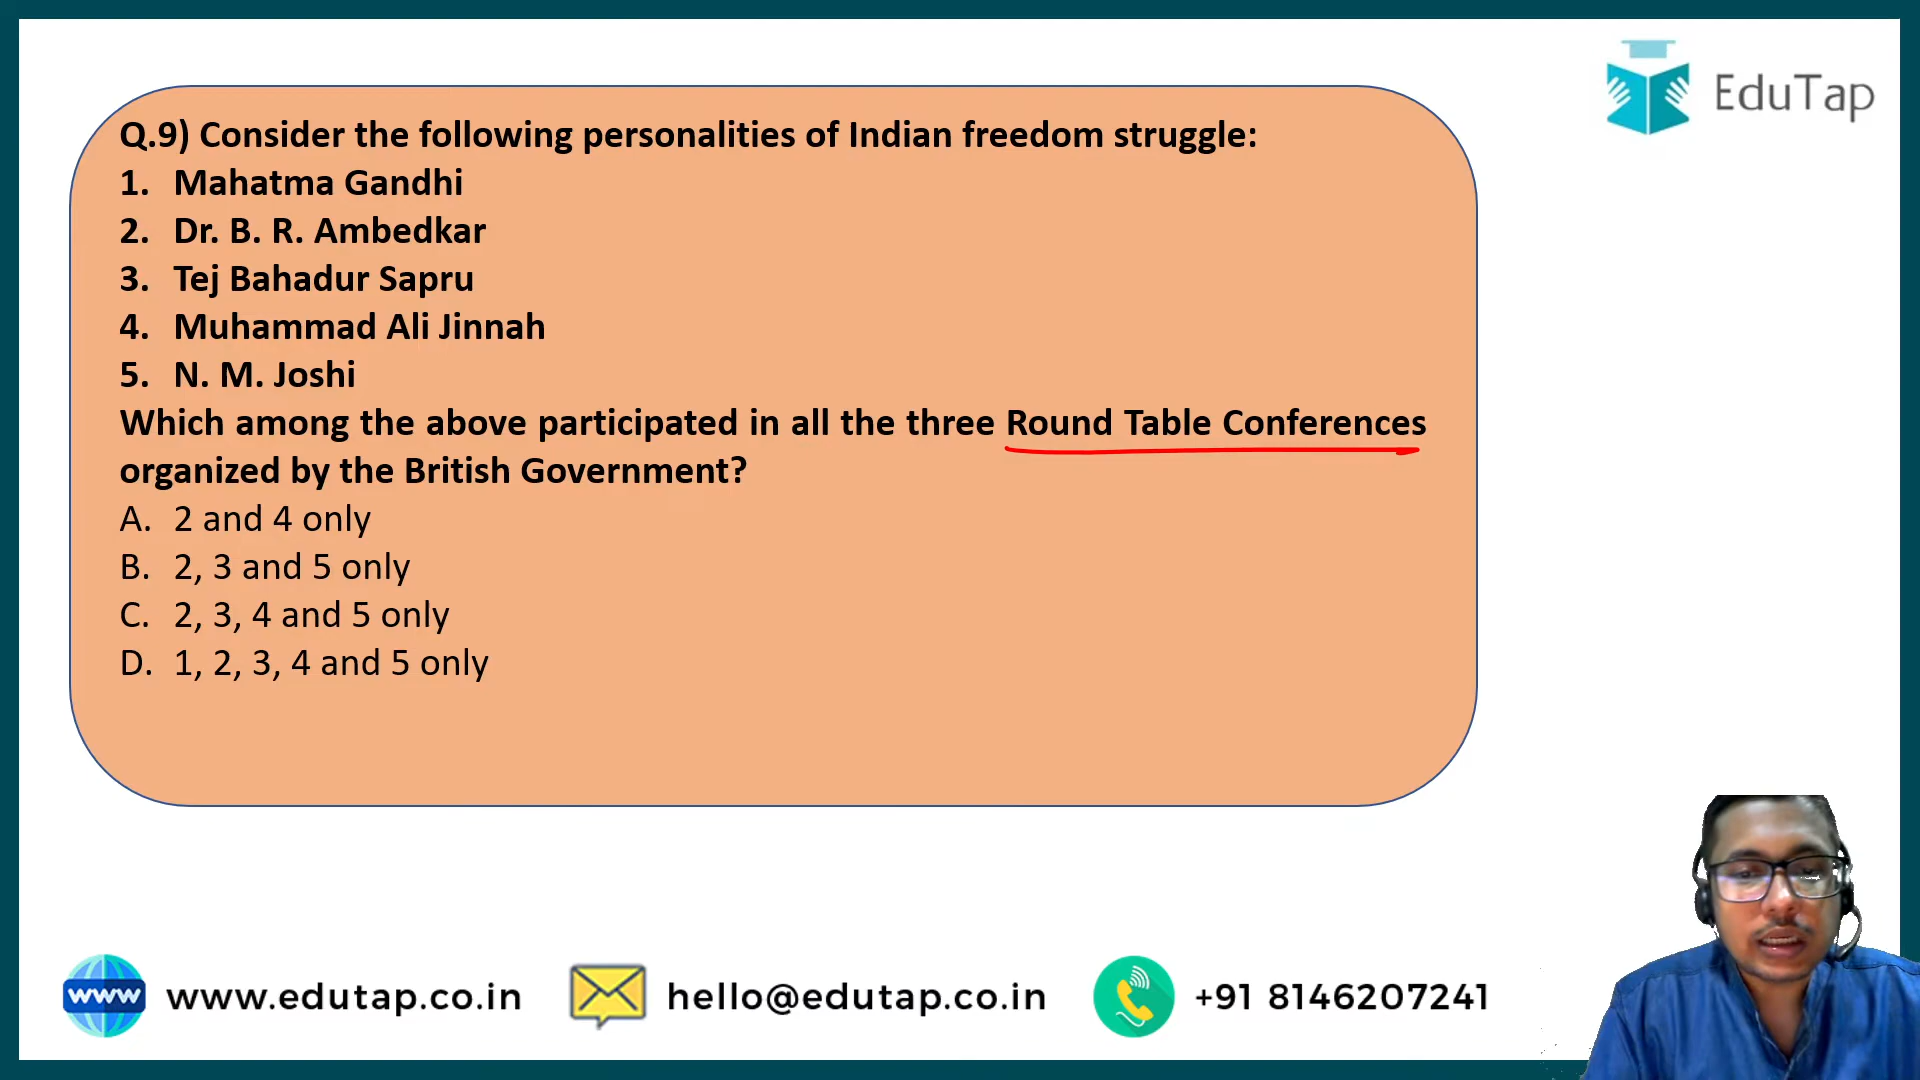 EduTap
Q.9) Consider the following personalities of Indian freedom struggle:
1. Mahatma Gandhi
2. Dr. B. R. Ambedkar
3. Tej Bahadur Sapru
4. Muhammad Ali Jinnah
5. N. M. Joshi
Which among the above participated in all the three Round Table Conferences
organized by the British Government?
A. 2 and 4 only
B. 2, 3 and 5 only
C. 2, 3, 4 and 5 only
D. 1, 2, 3, 4 and 5 only
www www.edutap.co.in hello@edutap.co.in +91 8146207241